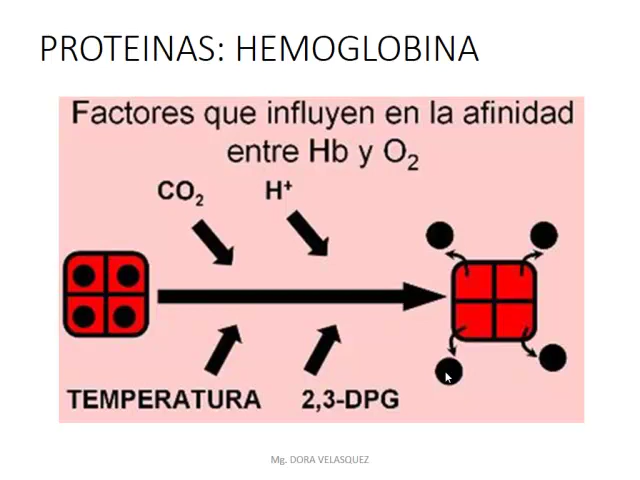 PROTEINAS: HEMOGLOBINA
Factores que influyen en la afinidad
entre Hb y O₂
CO₂ H⁺
TEMPERATURA 2,3-DPG
Mg. DORA VELASQUEZ